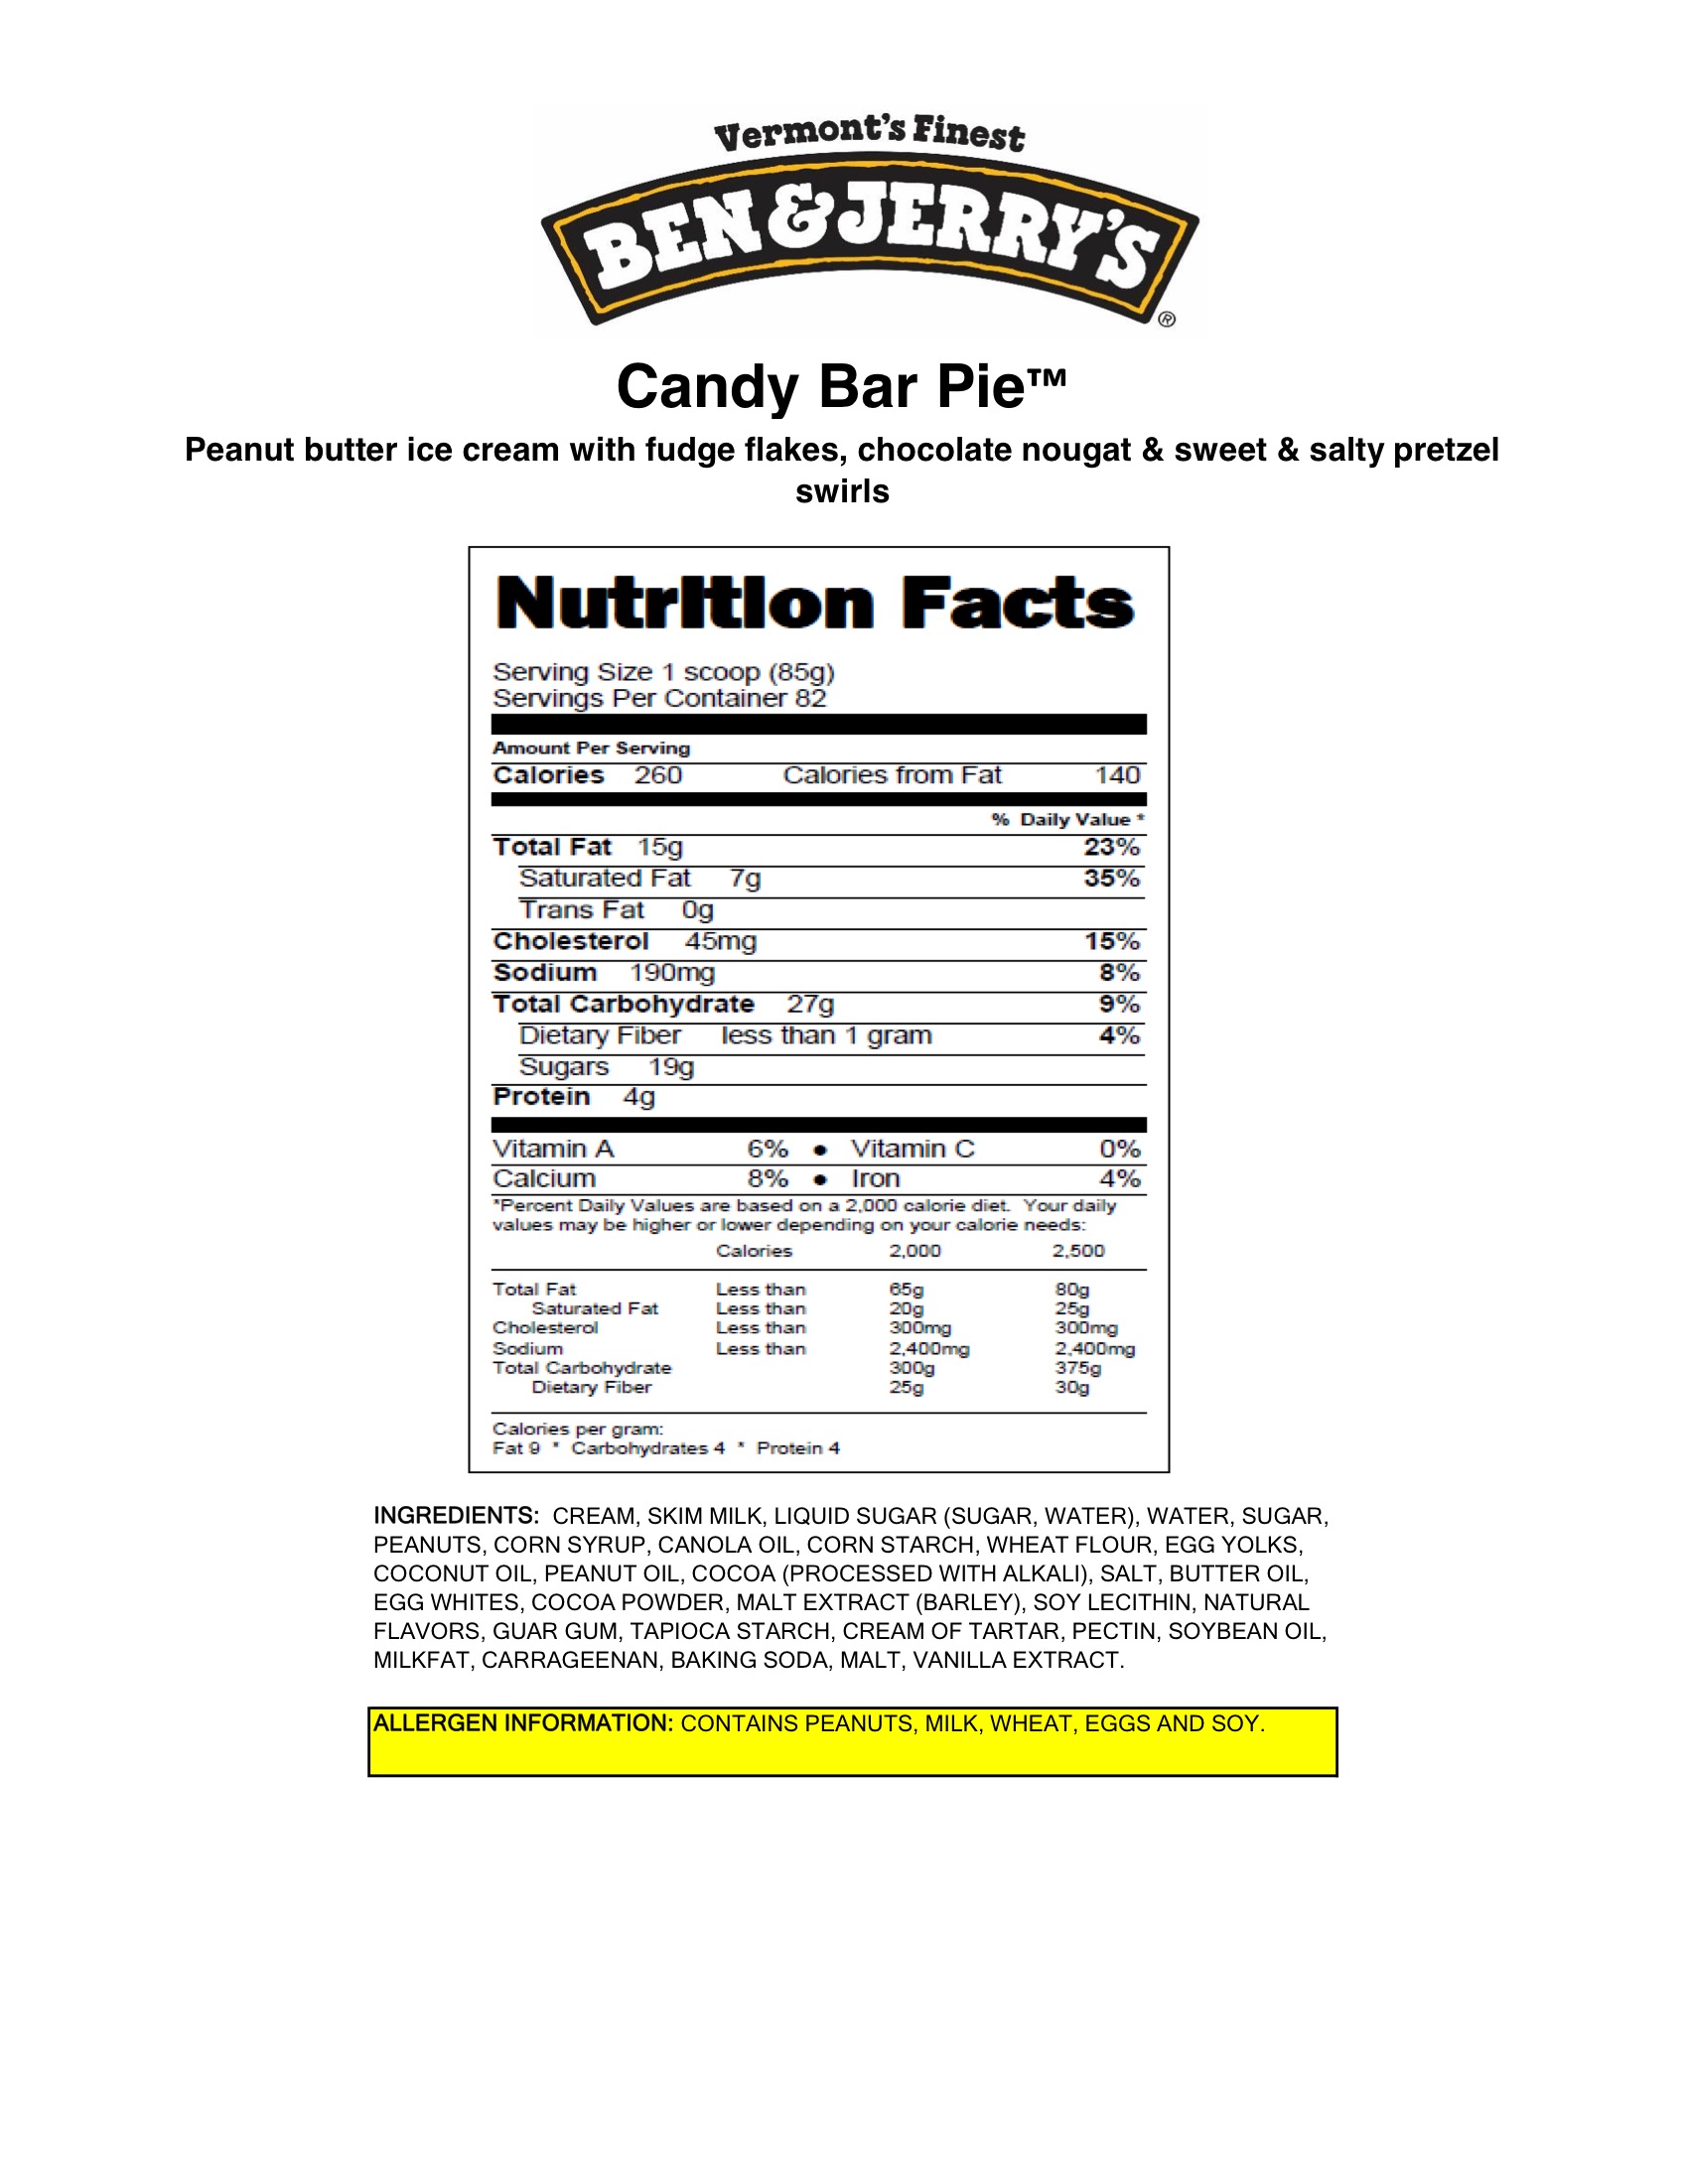 Vermont's Finest
BEN & JERRY'S
®
Candy Bar Pie™
Peanut butter ice cream with fudge flakes, chocolate nougat & sweet & salty pretzel
swirls
Nutrition Facts
Serving Size 1 scoop (85g)
Servings Per Container 82
Amount Per Serving
Calories 260 Calories from Fat 140
% Daily Value *
Total Fat 15g 23%
Saturated Fat 7g 35%
Trans Fat 0g
Cholesterol 45mg 15%
Sodium 190mg 8%
Total Carbohydrate 27g 9%
Dietary Fiber less than 1 gram 4%
Sugars 19g
Protein 4g
Vitamin A 6% • Vitamin C 0%
Calcium 8% • Iron 4%
*Percent Daily Values are based on a 2,000 calorie diet. Your daily
values may be higher or lower depending on your calorie needs:
Calories 2,000 2,500
Total Fat Less than 65g 80g
Saturated Fat Less than 20g 25g
Cholesterol Less than 300mg 300mg
Sodium Less than 2,400mg 2,400mg
Total Carbohydrate 300g 375g
Dietary Fiber 25g 30g
Calories per gram:
Fat 9 * Carbohydrates 4 * Protein 4
INGREDIENTS: CREAM, SKIM MILK, LIQUID SUGAR (SUGAR, WATER), WATER, SUGAR,
PEANUTS, CORN SYRUP, CANOLA OIL, CORN STARCH, WHEAT FLOUR, EGG YOLKS,
COCONUT OIL, PEANUT OIL, COCOA (PROCESSED WITH ALKALI), SALT, BUTTER OIL,
EGG WHITES, COCOA POWDER, MALT EXTRACT (BARLEY), SOY LECITHIN, NATURAL
FLAVORS, GUAR GUM, TAPIOCA STARCH, CREAM OF TARTAR, PECTIN, SOYBEAN OIL,
MILKFAT, CARRAGEENAN, BAKING SODA, MALT, VANILLA EXTRACT.
ALLERGEN INFORMATION: CONTAINS PEANUTS, MILK, WHEAT, EGGS AND SOY.